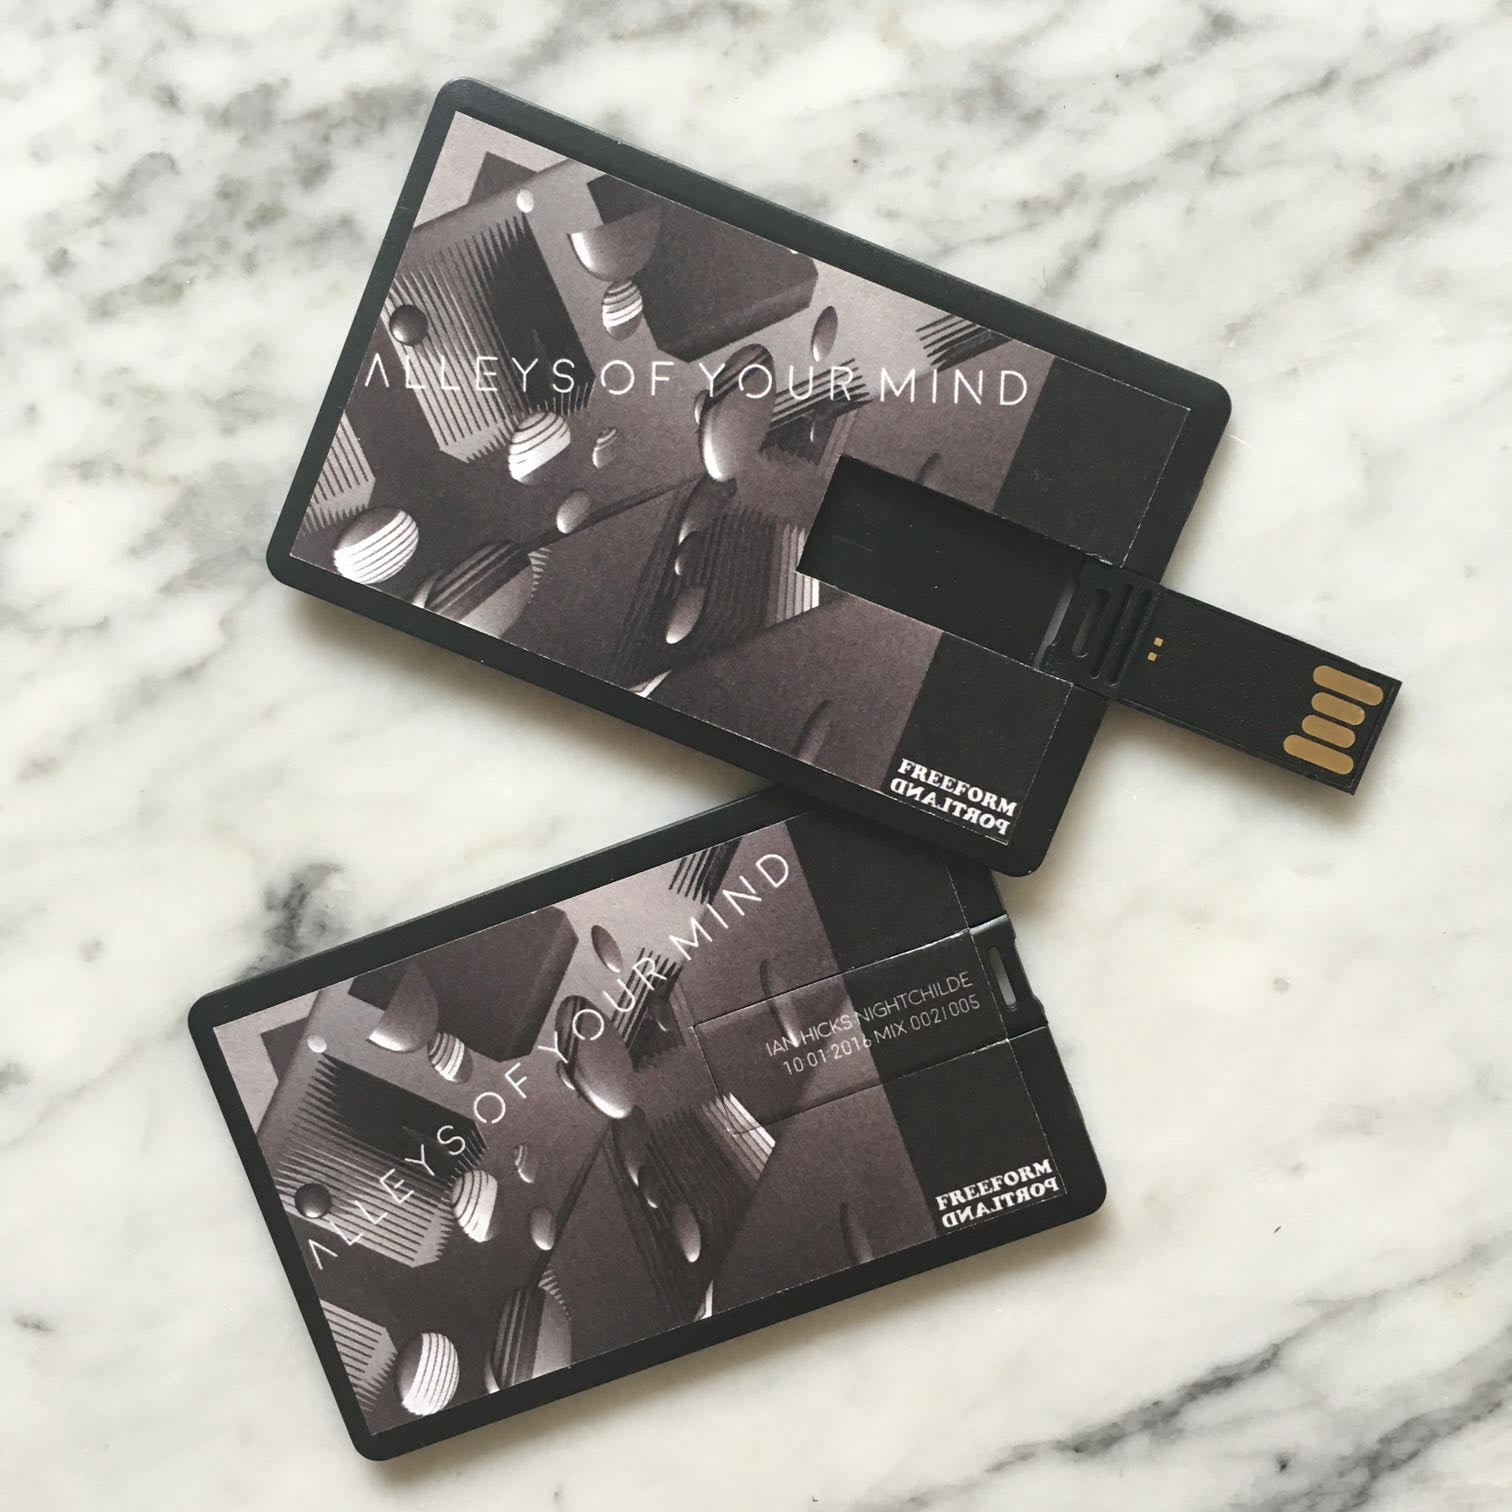 ALLEYS OF YOUR MIND
FREEFORM
PORTLAND
ALLEYS OF YOUR MIND
IAN HICKS·NIGHTCHILDE
10·01·2016 MIX·002/005
FREEFORM
PORTLAND